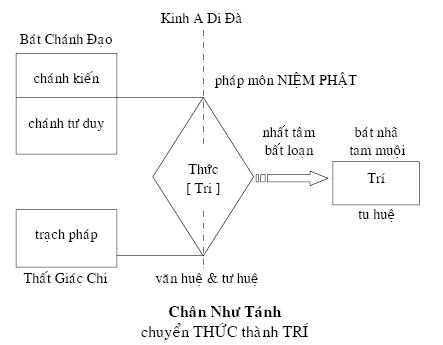 Kinh A Di Đà
Bát Chánh Đạo
chánh kiến
pháp môn NIỆM PHẬT
chánh tư duy
nhất tâm
bất loạn
bát nhã
tam muội
Thức
[ Tri ]
Trí
tu huệ
trạch pháp
Thất Giác Chi
văn huệ & tư huệ
Chân Như Tánh
chuyển THỨC thành TRÍ